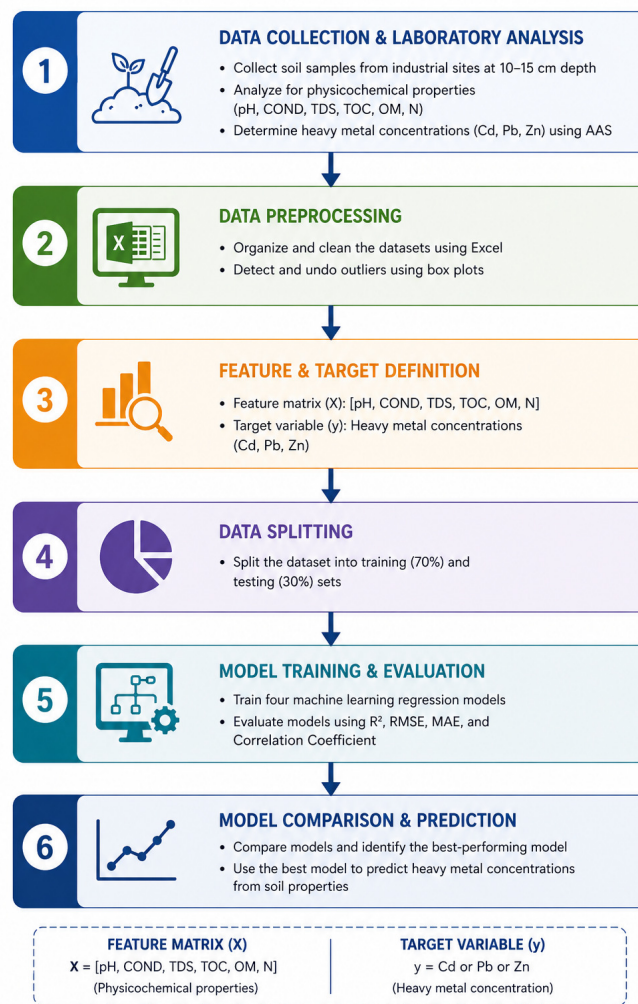 1
DATA COLLECTION & LABORATORY ANALYSIS
• Collect soil samples from industrial sites at 10–15 cm depth
• Analyze for physicochemical properties
(pH, COND, TDS, TOC, OM, N)
• Determine heavy metal concentrations (Cd, Pb, Zn) using AAS
2
X
DATA PREPROCESSING
• Organize and clean the datasets using Excel
• Detect and undo outliers using box plots
3
FEATURE & TARGET DEFINITION
• Feature matrix (X): [pH, COND, TDS, TOC, OM, N]
• Target variable (y): Heavy metal concentrations
(Cd, Pb, Zn)
4
DATA SPLITTING
• Split the dataset into training (70%) and
testing (30%) sets
5
MODEL TRAINING & EVALUATION
• Train four machine learning regression models
• Evaluate models using R², RMSE, MAE, and
Correlation Coefficient
6
MODEL COMPARISON & PREDICTION
• Compare models and identify the best-performing model
• Use the best model to predict heavy metal concentrations
from soil properties
FEATURE MATRIX (X)
X = [pH, COND, TDS, TOC, OM, N]
(Physicochemical properties)
TARGET VARIABLE (y)
y = Cd or Pb or Zn
(Heavy metal concentration)